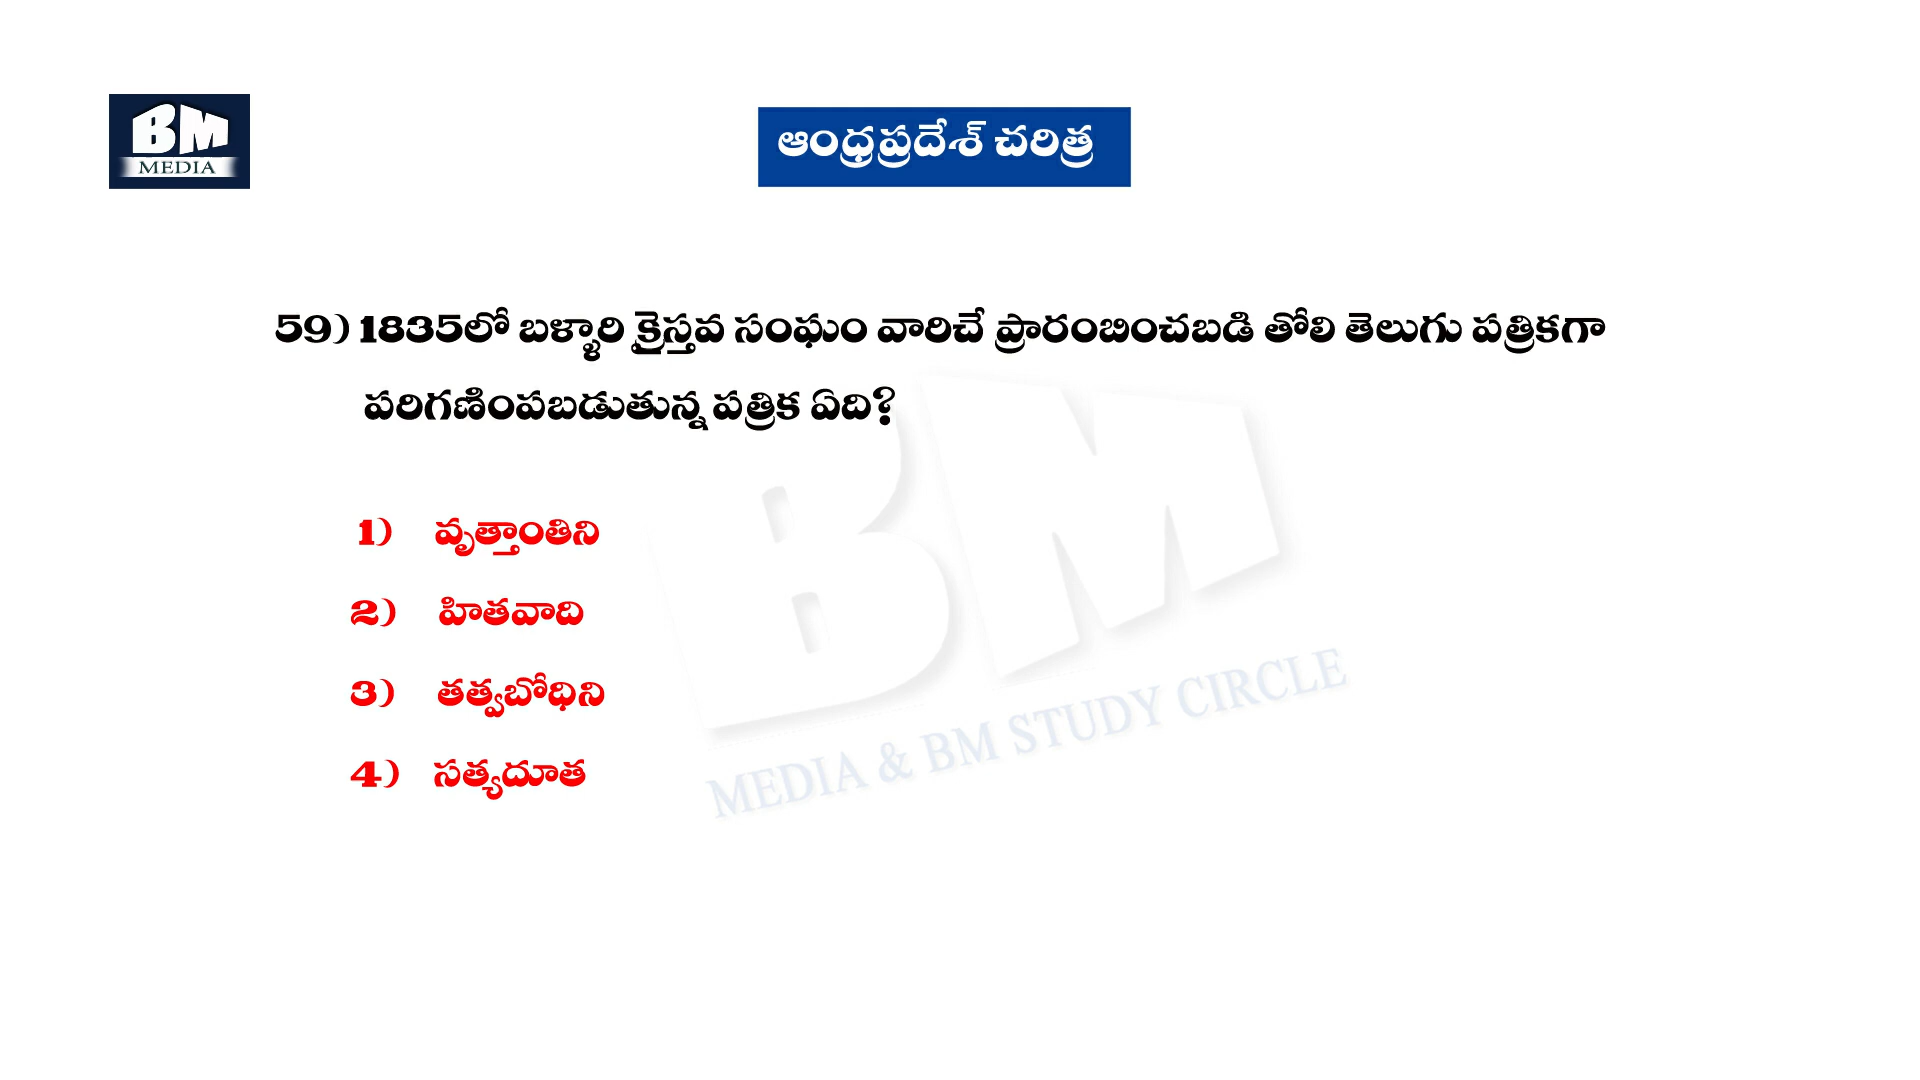 BM
MEDIA
ఆంధ్రప్రదేశ్ చరిత్ర
59) 1835లో బళ్ళారి క్రైస్తవ సంఘం వారిచే ప్రారంబించబడి తోలి తెలుగు పత్రికగా
పరిగణింపబడుతున్న పత్రిక ఏది?
1) వృత్తాంతిని
2) హితవాది
3) తత్వబోధిని
4) సత్యదూత
BM
MEDIA & BM STUDY CIRCLE